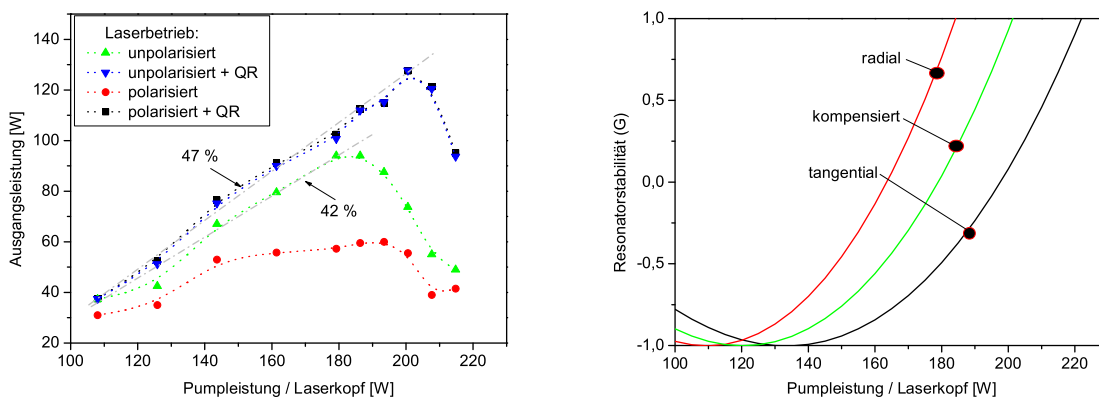 Laserbetrieb:
unpolarisiert
unpolarisiert + QR
polarisiert
polarisiert + QR
47 %
42 %
140
120
100
80
60
40
20
100 120 140 160 180 200 220
Ausgangsleistung [W]
Pumpleistung / Laserkopf [W]
radial
kompensiert
tangential
1,0
0,5
0,0
-0,5
-1,0
100 120 140 160 180 200 220
Resonatorstabilität (G)
Pumpleistung / Laserkopf [W]